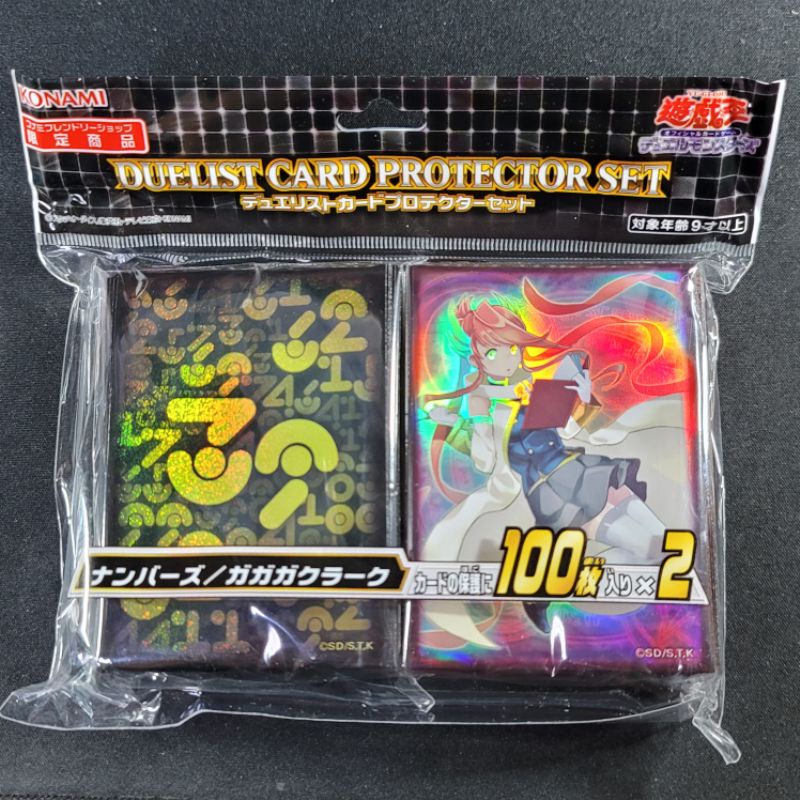 KONAMI
コナミフレンドリーショップ
限定商品
遊戯王
オフィシャルカードゲーム
デュエルモンスターズ
DUELIST CARD PROTECTOR SET
デュエリストカードプロテクターセット
対象年齢9才以上
ナンバーズ/ガガガクラーク
カードの保護に100枚入り×2
©SD/S.T.K
©SD/S.T.K